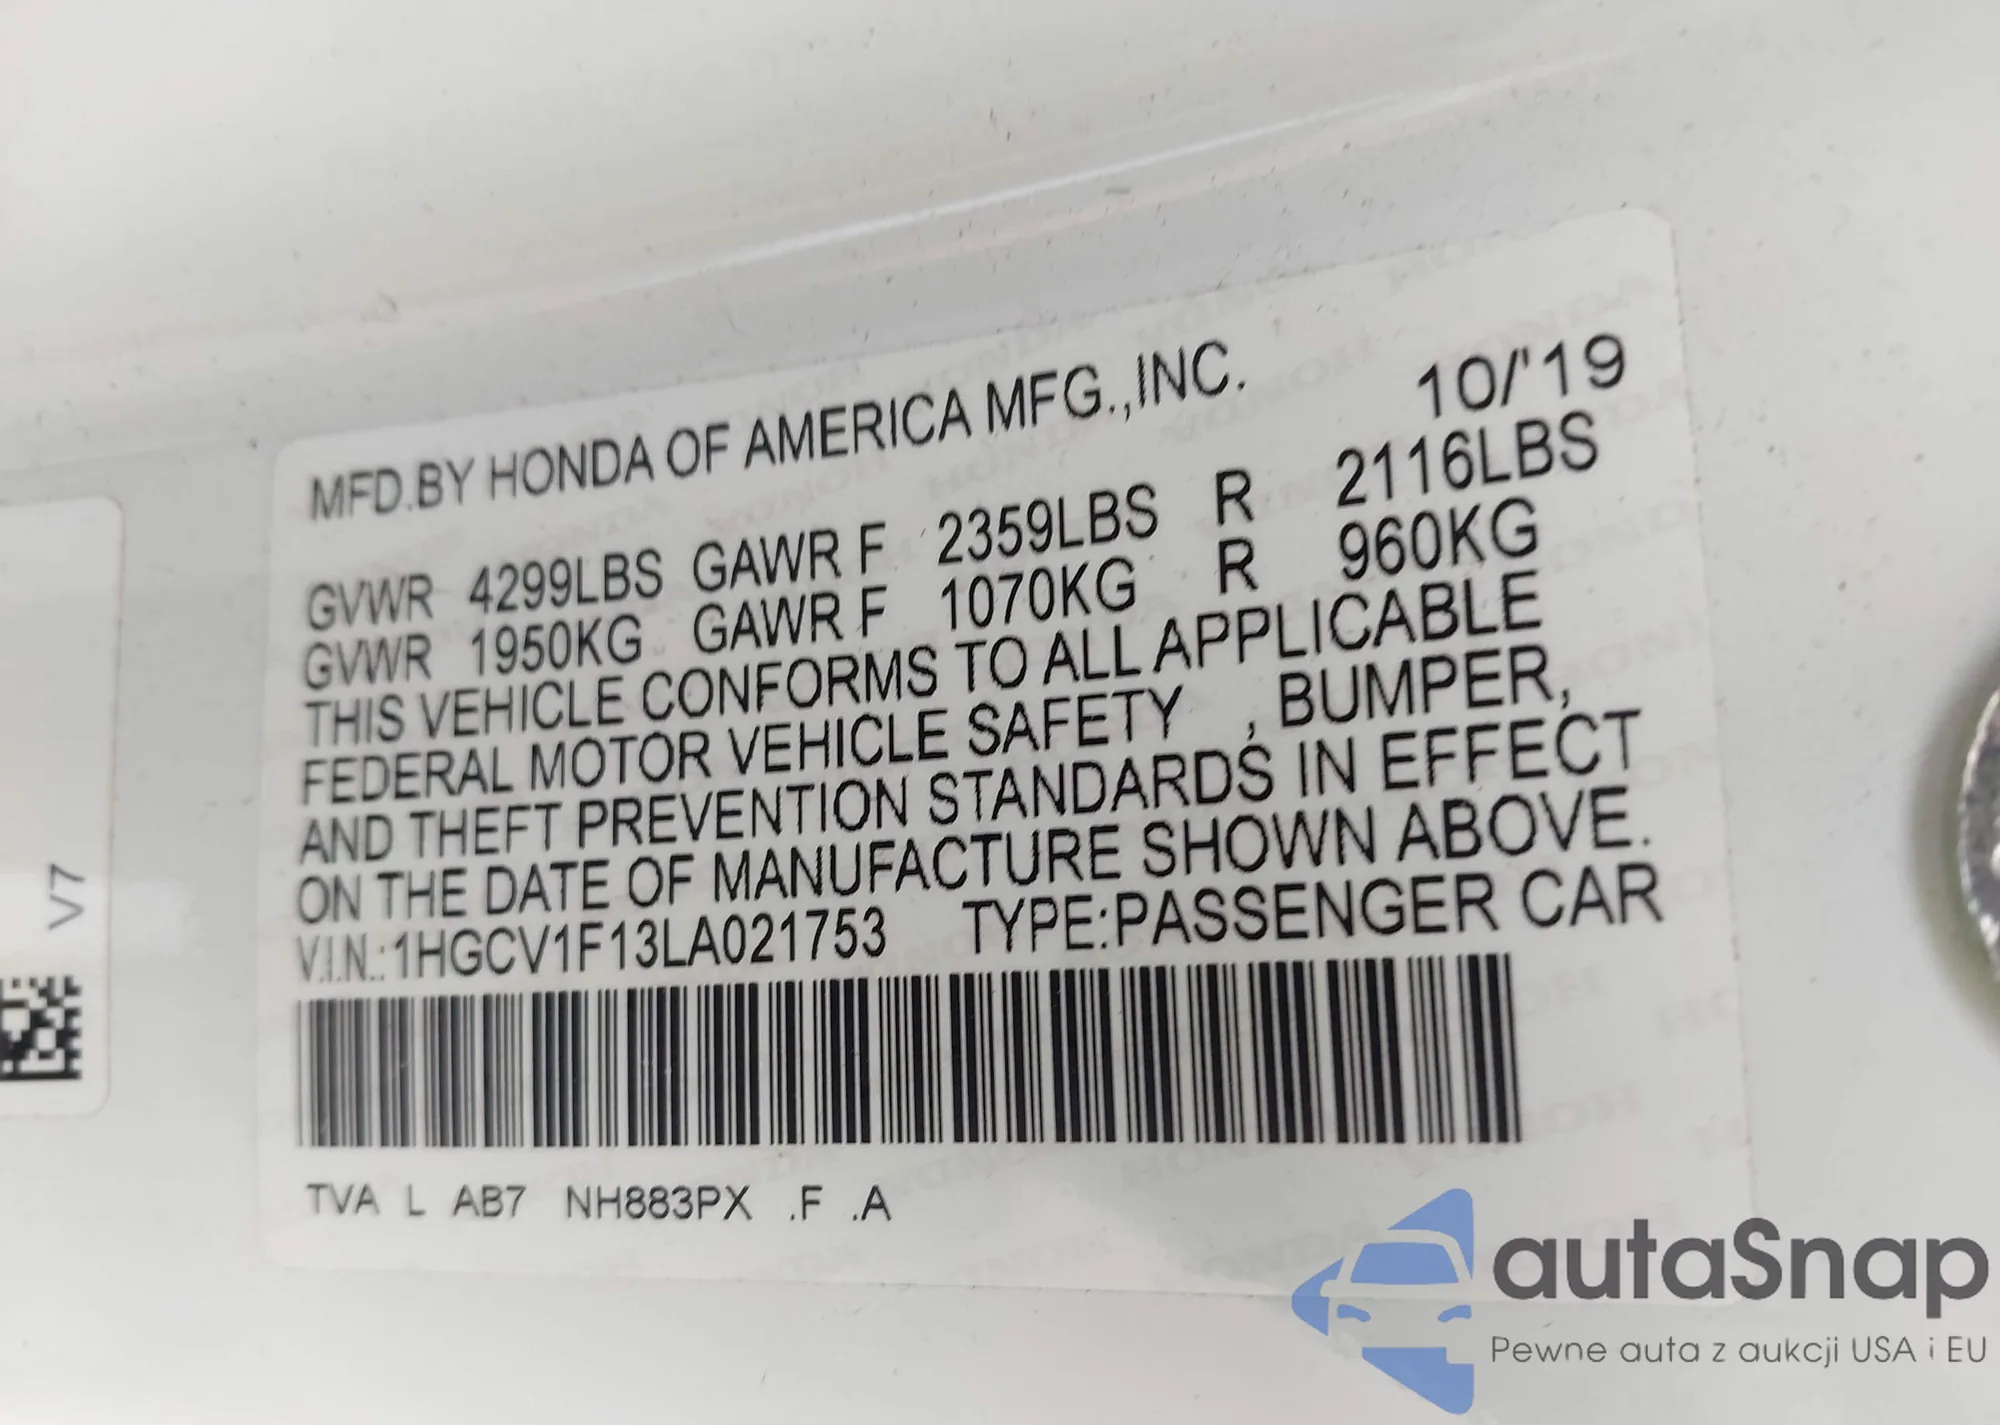 MFD.BY HONDA OF AMERICA MFG.,INC. 10/'19
GVWR 4299LBS GAWR F 2359LBS R 2116LBS
GVWR 1950KG GAWR F 1070KG R 960KG
THIS VEHICLE CONFORMS TO ALL APPLICABLE
FEDERAL MOTOR VEHICLE SAFETY , BUMPER,
AND THEFT PREVENTION STANDARDS IN EFFECT
ON THE DATE OF MANUFACTURE SHOWN ABOVE.
V.I.N.:1HGCV1F13LA021753 TYPE:PASSENGER CAR
TVA L AB7 NH883PX .F .A
V7
autaSnap
Pewne auta z aukcji USA i EU